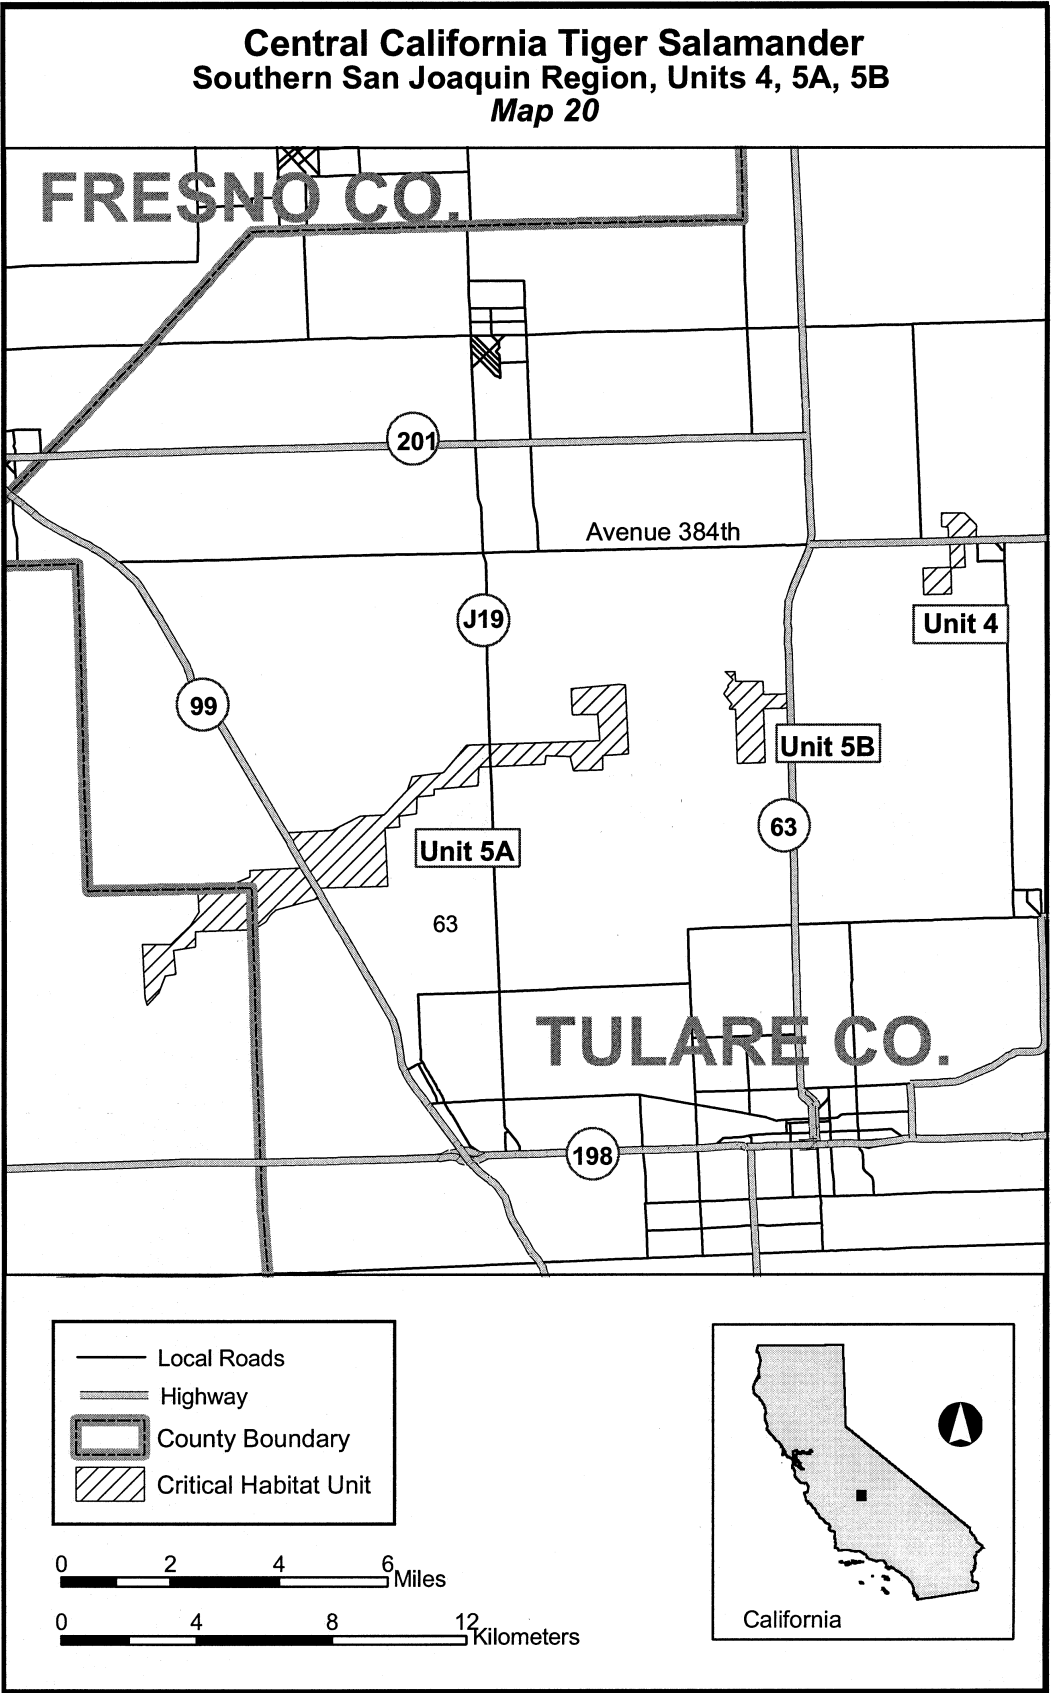 Central California Tiger Salamander
Southern San Joaquin Region, Units 4, 5A, 5B
Map 20
FRESNO CO.
201
Avenue 384th
J19
Unit 4
99
Unit 5B
63
Unit 5A
63
TULARE CO.
198
Local Roads
Highway
County Boundary
Critical Habitat Unit
0 2 4 6 Miles
0 4 8 12 Kilometers
California